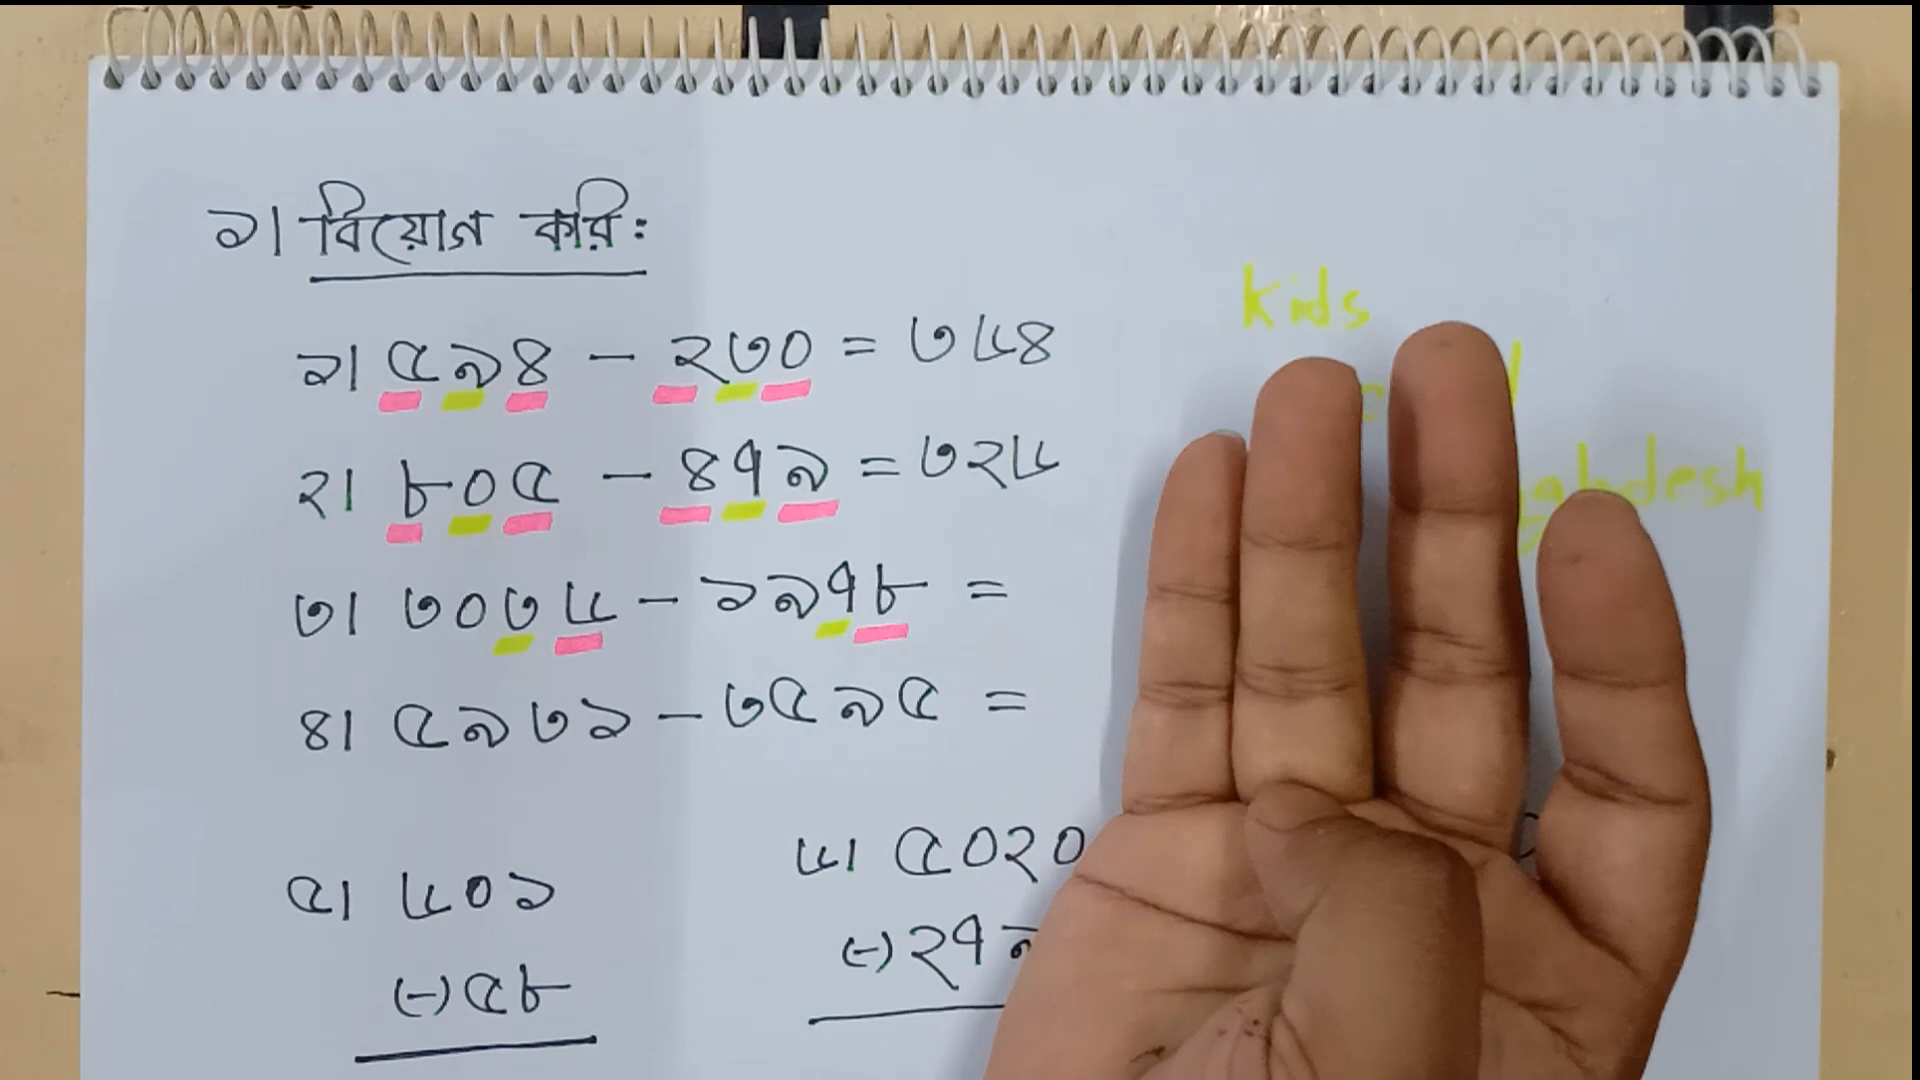 ১। বিয়োগ করি:
১। ৫৯৪ – ২৩০ = ৩৬৪
২। ৮০৫ – ৪৭৯ = ৩২৬
৩। ৩০৩৬ – ১৯৭৮ =
৪। ৫৯৩১ – ৩৫৯৫ =
৫। ৬০১
(-) ৫৮
৬। ৫০২০
(-) ২৭
Kids